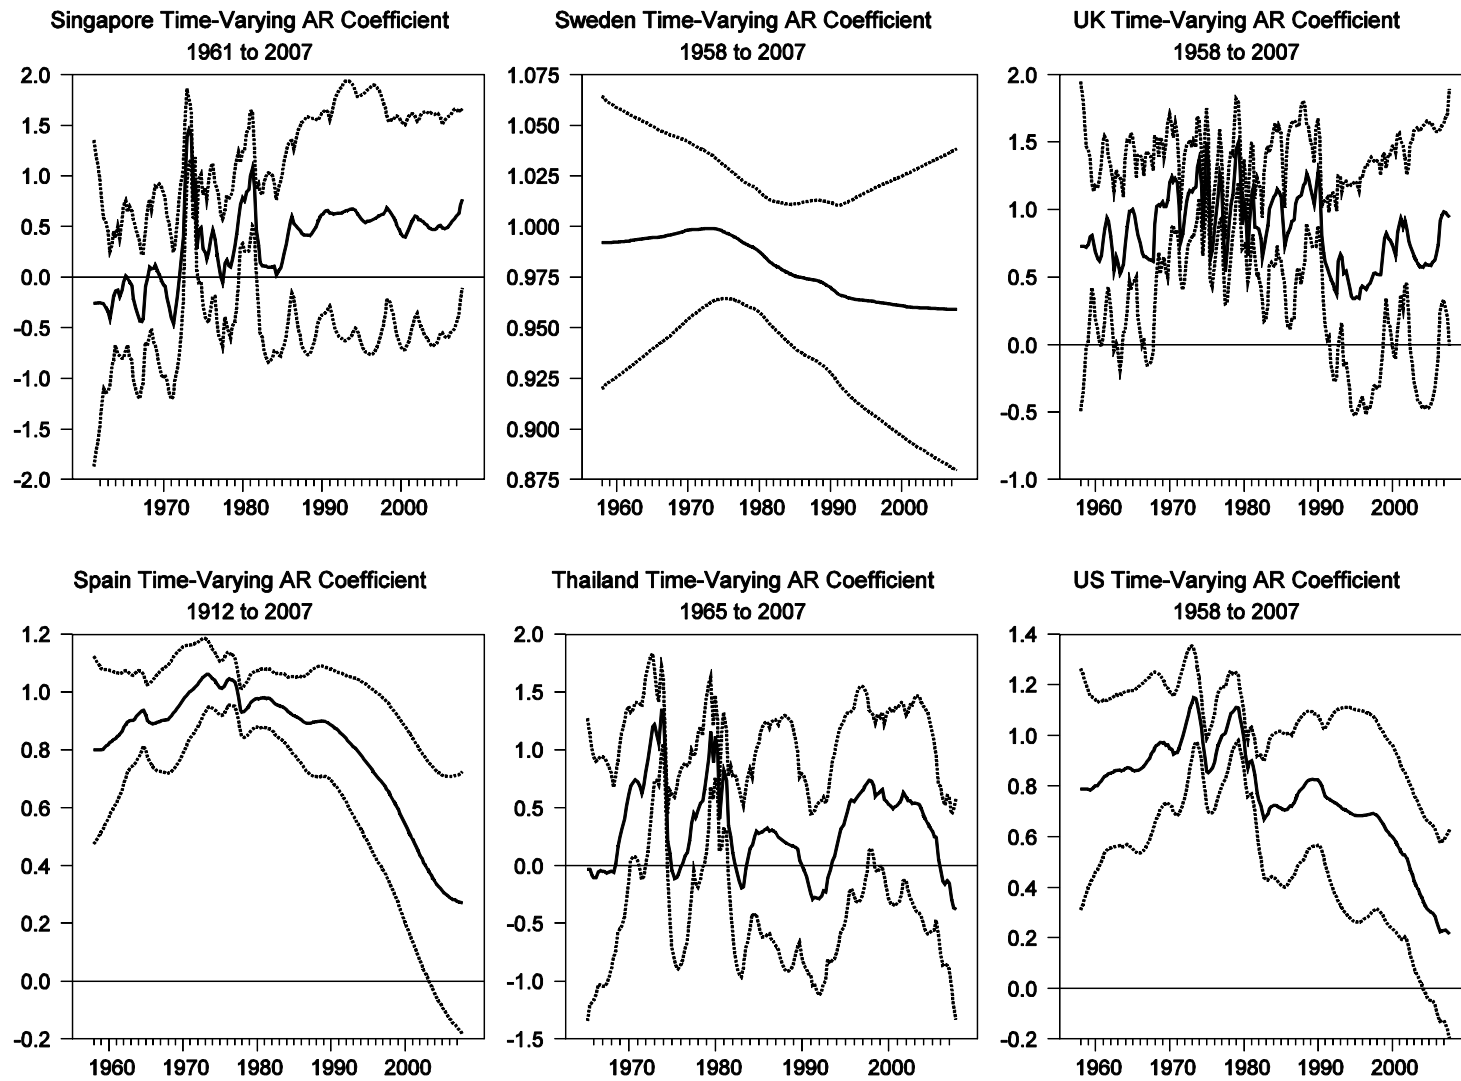 Singapore Time-Varying AR Coefficient
1961 to 2007
2.0
1.5
1.0
0.5
0.0
-0.5
-1.0
-1.5
-2.0
1970 1980 1990 2000
Sweden Time-Varying AR Coefficient
1958 to 2007
1.075
1.050
1.025
1.000
0.975
0.950
0.925
0.900
0.875
1960 1970 1980 1990 2000
UK Time-Varying AR Coefficient
1958 to 2007
2.0
1.5
1.0
0.5
0.0
-0.5
-1.0
1960 1970 1980 1990 2000
Spain Time-Varying AR Coefficient
1912 to 2007
1.2
1.0
0.8
0.6
0.4
0.2
0.0
-0.2
1960 1970 1980 1990 2000
Thailand Time-Varying AR Coefficient
1965 to 2007
2.0
1.5
1.0
0.5
0.0
-0.5
-1.0
-1.5
1970 1980 1990 2000
US Time-Varying AR Coefficient
1958 to 2007
1.4
1.2
1.0
0.8
0.6
0.4
0.2
0.0
-0.2
1960 1970 1980 1990 2000